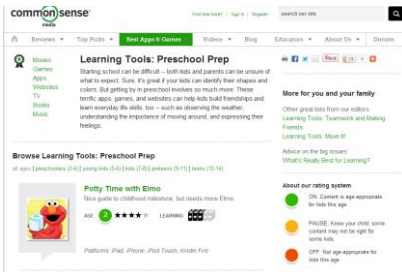 common sense
media
First time here? | Sign in | Register
search our site
Reviews
Top Picks
Best Apps & Games
Videos
Blog
Educators
About Us
Donate
Movies
Games
Apps
Websites
TV
Books
Music
Learning Tools: Preschool Prep
Starting school can be difficult -- both kids and parents can be unsure of
what to expect. Sure, it's great if your kids can identify their shapes and
colors. But getting by in preschool involves so much more. These
terrific apps, games, and websites can help kids build friendships and
learn everyday life skills, too -- such as observing the weather,
understanding the importance of moving around, and expressing their
feelings.
Browse Learning Tools: Preschool Prep
all ages | preschoolers (2-4) | young kids (5-6) | kids (7-8) | preteens (9-11) | teens (12-14)
Potty Time with Elmo
Nice guide to childhood milestone, but needs more Elmo
AGE 2 LEARNING
Platforms: iPad, iPhone, iPod Touch, Kindle Fire
More for you and your family
Other great lists from our editors:
Learning Tools: Teamwork and Making
Friends
Learning Tools: Move It!
Advice on the big issues
What's Really Best for Learning?
About our rating system
ON: Content is age-appropriate
for kids this age.
PAUSE: Know your child; some
content may not be right for
some kids.
OFF: Not age-appropriate for
kids this age.